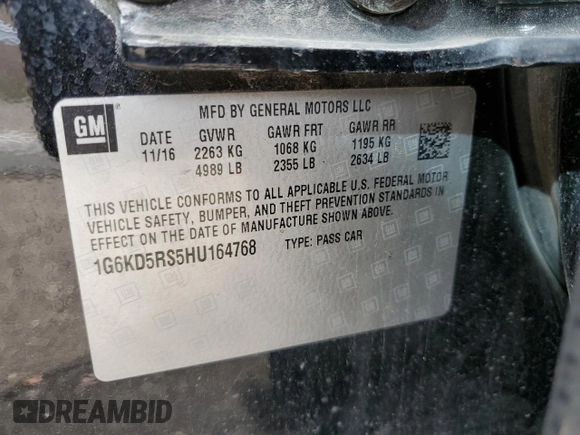 GM
MFD BY GENERAL MOTORS LLC
DATE GVWR GAWR FRT GAWR RR
11/16 2263 KG 1068 KG 1195 KG
4989 LB 2355 LB 2634 LB
THIS VEHICLE CONFORMS TO ALL APPLICABLE U.S. FEDERAL MOTOR
VEHICLE SAFETY, BUMPER, AND THEFT PREVENTION STANDARDS IN
EFFECT ON THE DATE OF MANUFACTURE SHOWN ABOVE.
1G6KD5RS5HU164768 TYPE: PASS CAR
DREAMBID